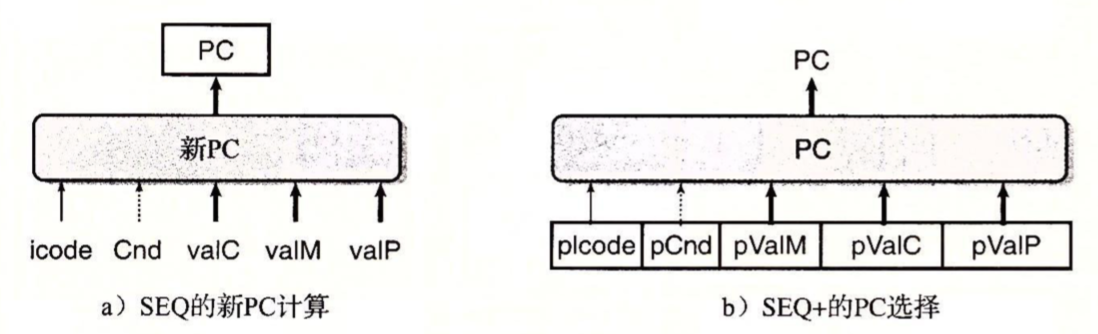 PC
新PC
icode Cnd valC valM valP
a）SEQ的新PC计算
PC
PC
pIcode pCnd pValM pValC pValP
b）SEQ+的PC选择